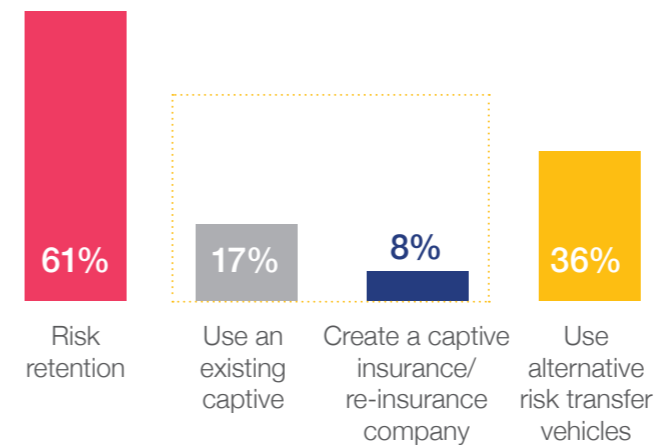 61%
17%
8%
36%
Risk
retention
Use an
existing
captive
Create a captive
insurance/
re-insurance
company
Use
alternative
risk transfer
vehicles